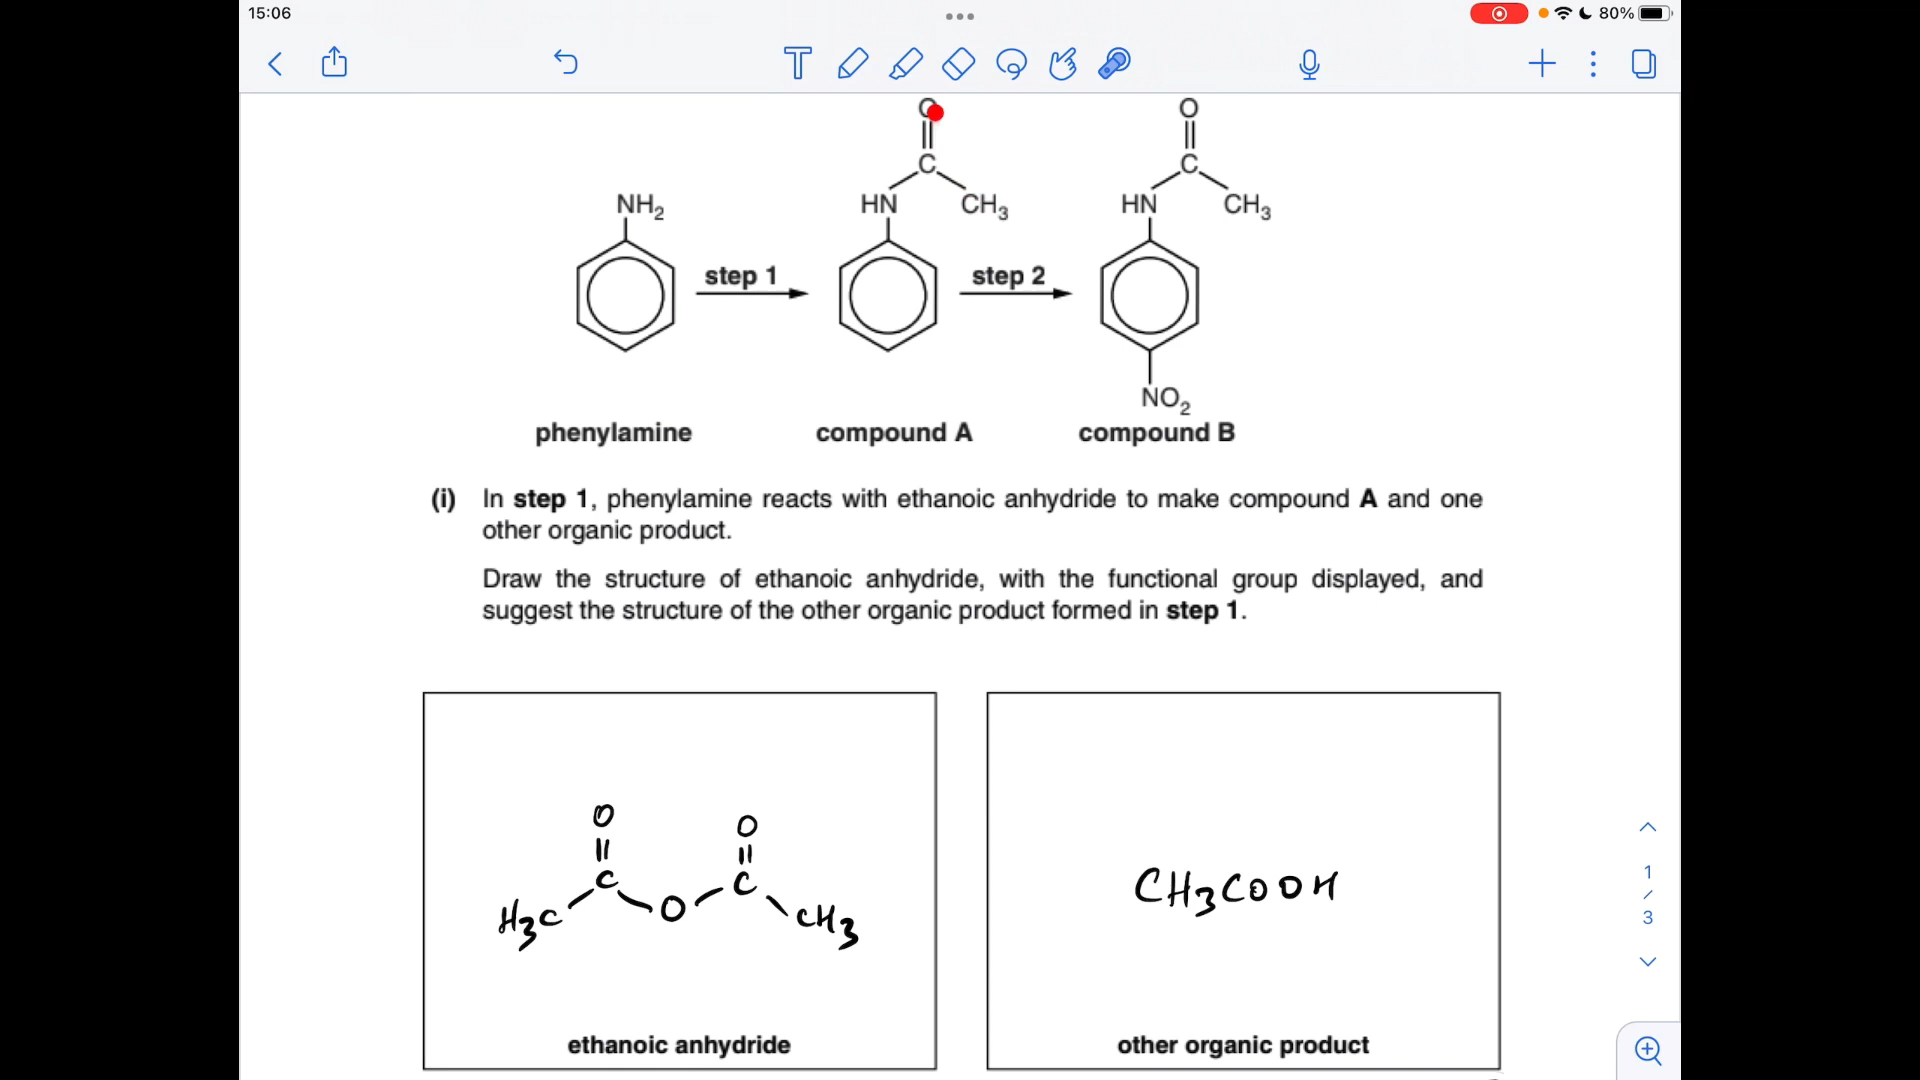 15:06
80%
T
O
O
C
C
NH2
HN
CH3
HN
CH3
step 1
step 2
NO2
phenylamine
compound A
compound B
(i) In step 1, phenylamine reacts with ethanoic anhydride to make compound A and one
other organic product.
Draw the structure of ethanoic anhydride, with the functional group displayed, and
suggest the structure of the other organic product formed in step 1.
O
O
C
C
H3C
O
CH3
CH3COOH
1
/
3
ethanoic anhydride
other organic product